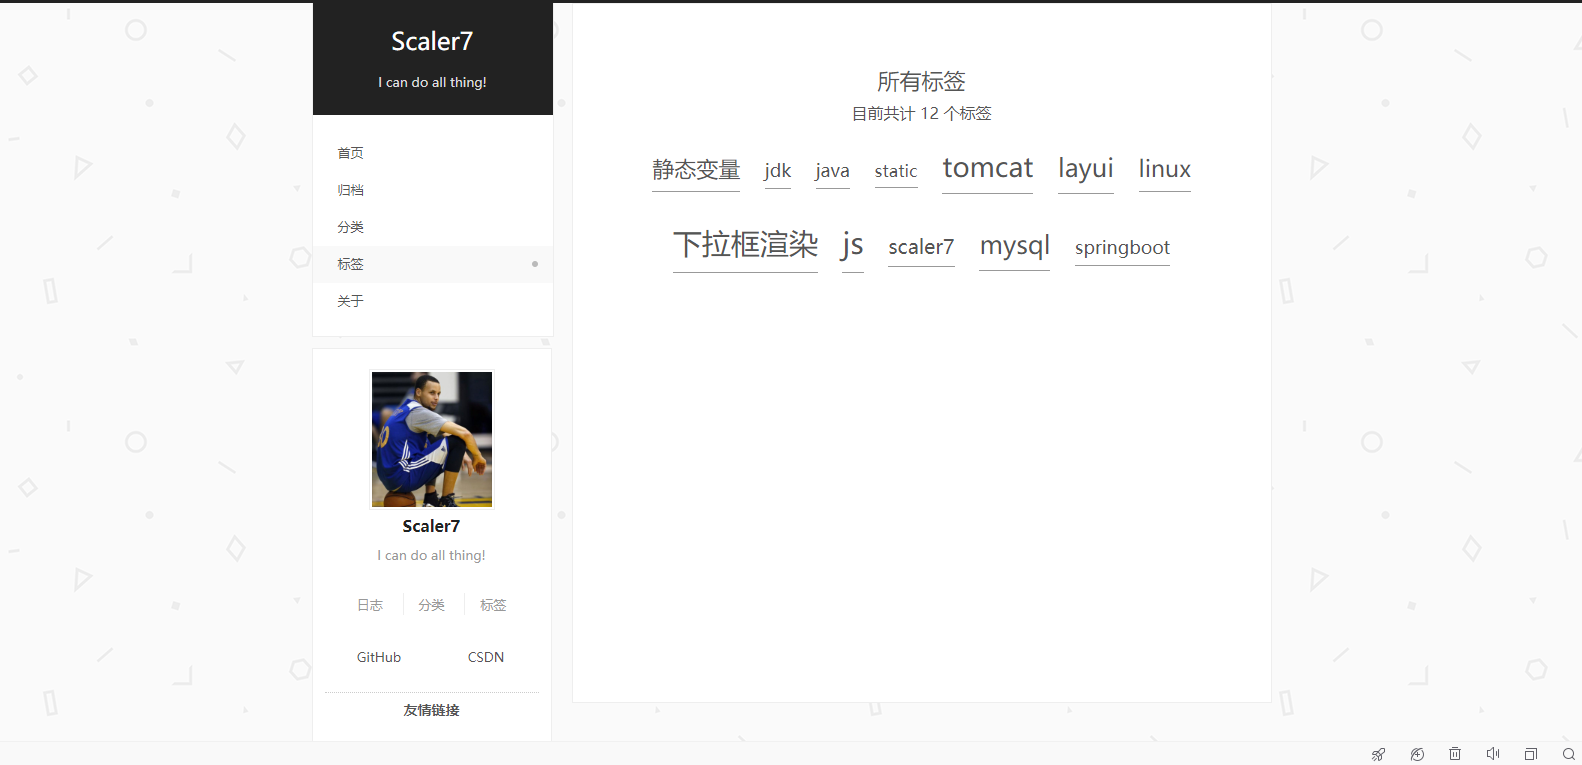 Scaler7
I can do all thing!
首页
归档
分类
标签
关于
Scaler7
I can do all thing!
日志 分类 标签
GitHub CSDN
友情链接
所有标签
目前共计 12 个标签
静态变量 jdk java static tomcat layui linux
下拉框渲染 js scaler7 mysql springboot